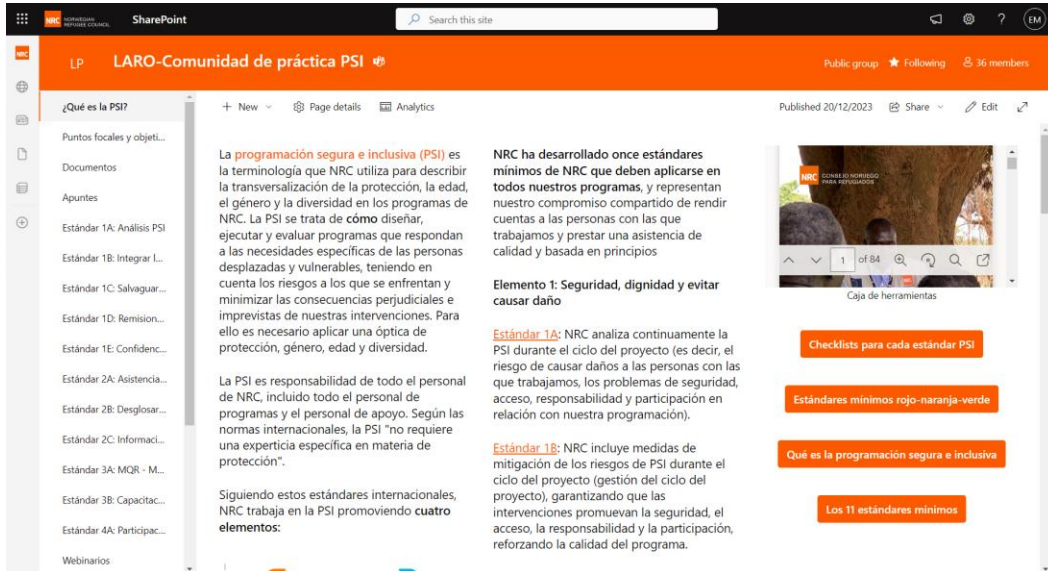 NRC NORWEGIAN REFUGEE COUNCIL
SharePoint
Search this site
?
EM
NRC
LP
LARO-Comunidad de práctica PSI
Public group
Following
36 members
¿Qué es la PSI?
Puntos focales y objeti...
Documentos
Apuntes
Estándar 1A: Análisis PSI
Estándar 1B: Integrar l...
Estándar 1C: Salvaguar...
Estándar 1D: Remision...
Estándar 1E: Confidenc...
Estándar 2A: Asistencia...
Estándar 2B: Desglosar...
Estándar 2C: Informaci...
Estándar 3A: MQR - M...
Estándar 3B: Capacitac...
Estándar 4A: Participac...
Webinarios
+ New
Page details
Analytics
Published 20/12/2023
Share
Edit
La programación segura e inclusiva (PSI) es
la terminología que NRC utiliza para describir
la transversalización de la protección, la edad,
el género y la diversidad en los programas de
NRC. La PSI se trata de cómo diseñar,
ejecutar y evaluar programas que respondan
a las necesidades específicas de las personas
desplazadas y vulnerables, teniendo en
cuenta los riesgos a los que se enfrentan y
minimizar las consecuencias perjudiciales e
imprevistas de nuestras intervenciones. Para
ello es necesario aplicar una óptica de
protección, género, edad y diversidad.
La PSI es responsabilidad de todo el personal
de NRC, incluido todo el personal de
programas y el personal de apoyo. Según las
normas internacionales, la PSI "no requiere
una experticia específica en materia de
protección".
Siguiendo estos estándares internacionales,
NRC trabaja en la PSI promoviendo cuatro
elementos:
NRC ha desarrollado once estándares
mínimos de NRC que deben aplicarse en
todos nuestros programas, y representan
nuestro compromiso compartido de rendir
cuentas a las personas con las que
trabajamos y prestar una asistencia de
calidad y basada en principios
Elemento 1: Seguridad, dignidad y evitar
causar daño
Estándar 1A: NRC analiza continuamente la
PSI durante el ciclo del proyecto (es decir, el
riesgo de causar daños a las personas con las
que trabajamos, los problemas de seguridad,
acceso, responsabilidad y participación en
relación con nuestra programación).
Estándar 1B: NRC incluye medidas de
mitigación de los riesgos de PSI durante el
ciclo del proyecto (gestión del ciclo del
proyecto), garantizando que las
intervenciones promuevan la seguridad, el
acceso, la responsabilidad y la participación,
reforzando la calidad del programa.
NRC CONSEJO NORUEGO
PARA REFUGIADOS
1 of 84
Caja de herramientas
Checklists para cada estándar PSI
Estándares mínimos rojo-naranja-verde
Qué es la programación segura e inclusiva
Los 11 estándares mínimos